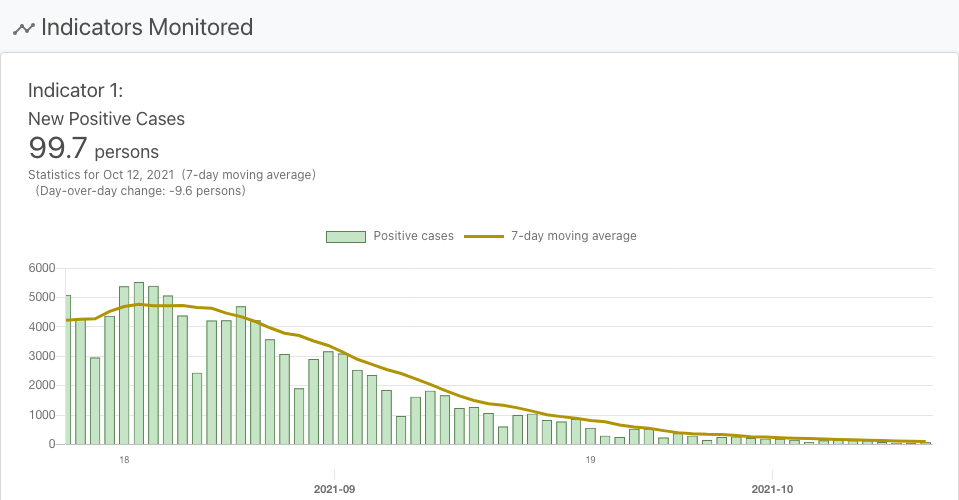 Indicators Monitored
Indicator 1:
New Positive Cases
99.7 persons
Statistics for Oct 12, 2021 (7-day moving average)
(Day-over-day change: -9.6 persons)
Positive cases 7-day moving average
6000
5000
4000
3000
2000
1000
0
18 19
2021-09 2021-10